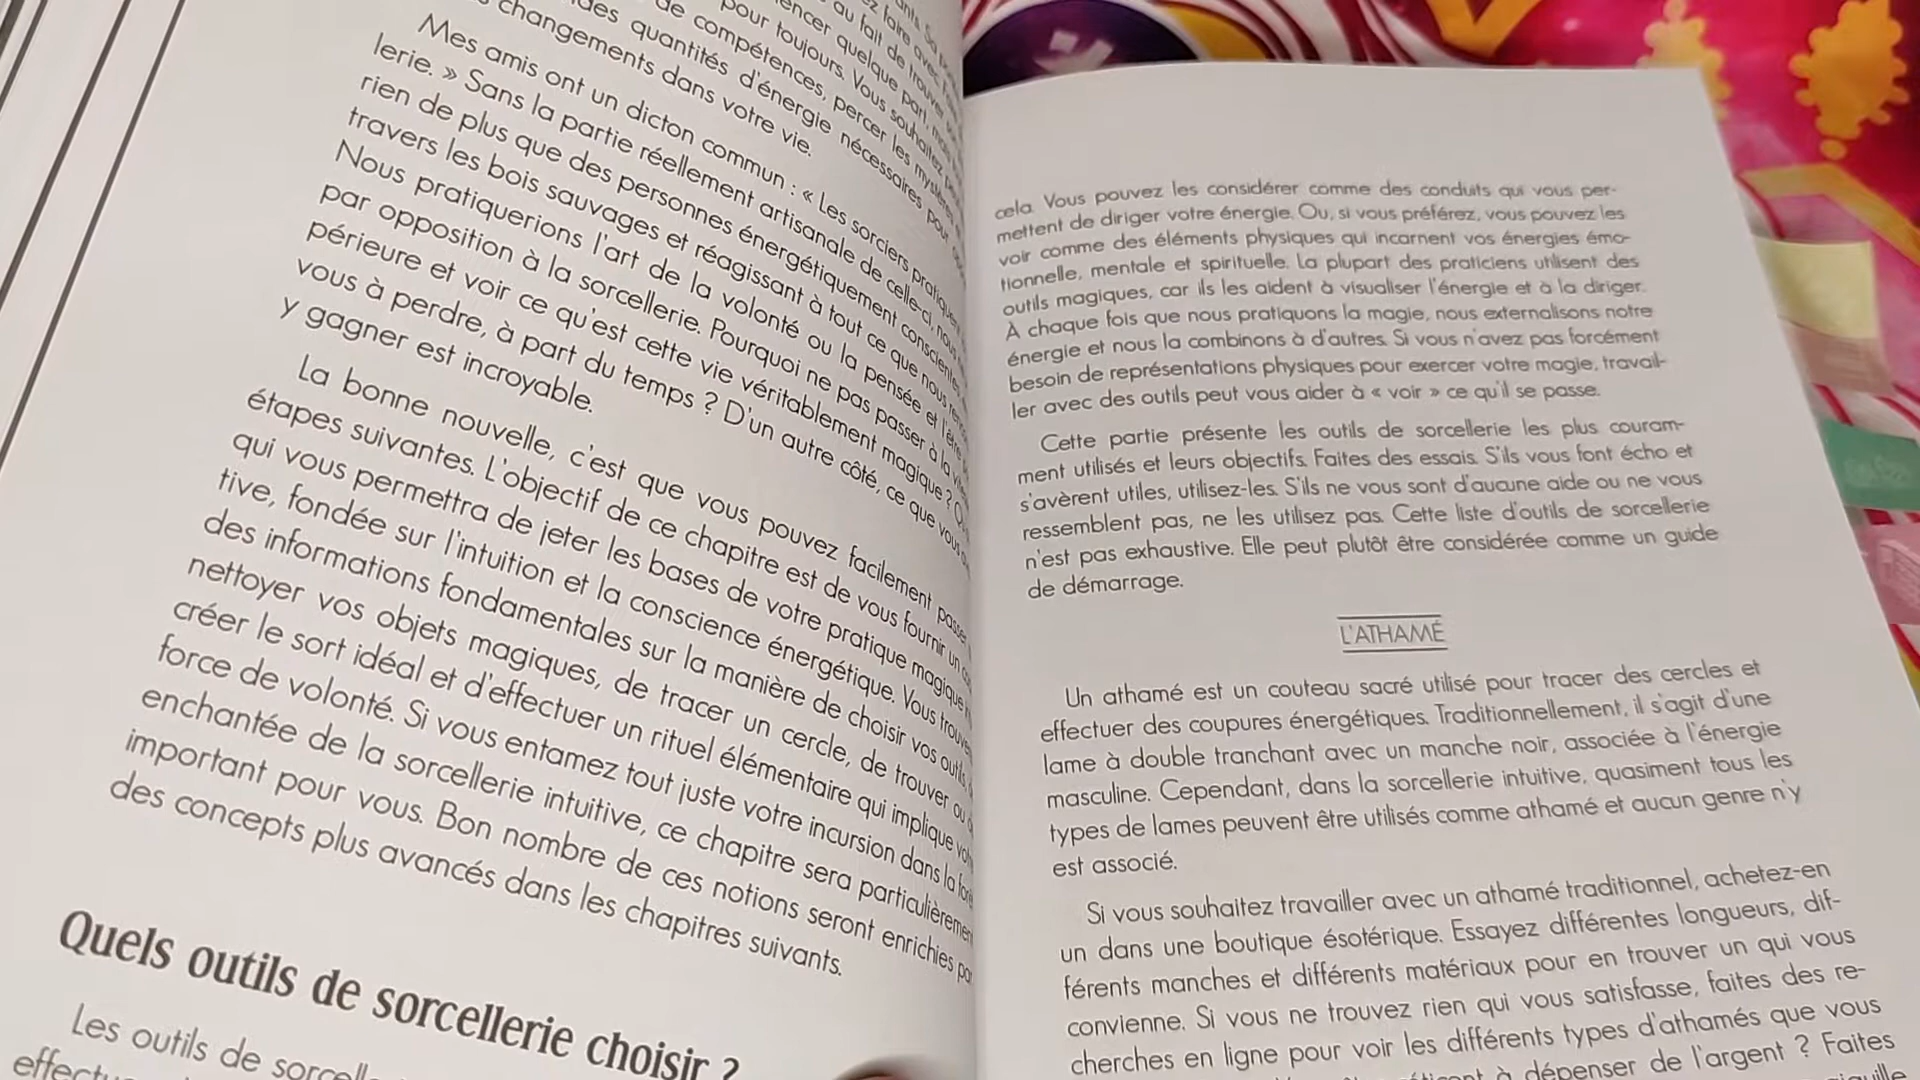 changements dans votre vie.
Mes amis ont un dicton commun : « Les sorciers pratiquent
lerie. » Sans la partie réellement artisanale de celle-ci, nous
rien de plus que des personnes énergétiquement conscientes
travers les bois sauvages et réagissant à tout ce que nous
Nous pratiquerions l'art de la volonté ou la pensée et
par opposition à la sorcellerie. Pourquoi ne pas passer à la
périeure et voir ce qu'est cette vie véritablement magique ?
vous à perdre, à part du temps ? D'un autre côté, ce que vous
y gagner est incroyable.
La bonne nouvelle, c'est que vous pouvez facilement passer
étapes suivantes. L'objectif de ce chapitre est de vous fournir un
qui vous permettra de jeter les bases de votre pratique magique
tive, fondée sur l'intuition et la conscience énergétique. Vous
des informations fondamentales sur la manière de choisir vos outils,
nettoyer vos objets magiques, de tracer un cercle, de trouver ou
créer le sort idéal et d'effectuer un rituel élémentaire qui implique
force de volonté. Si vous entamez tout juste votre incursion dans la
enchantée de la sorcellerie intuitive, ce chapitre sera particulièrement
important pour vous. Bon nombre de ces notions seront enrichies par
des concepts plus avancés dans les chapitres suivants.
Quels outils de sorcellerie choisir ?
Les outils de
cela. Vous pouvez les considérer comme des conduits qui vous per-
mettent de diriger votre énergie. Ou, si vous préférez, vous pouvez les
voir comme des éléments physiques qui incarnent vos énergies émo-
tionnelle, mentale et spirituelle. La plupart des praticiens utilisent des
outils magiques, car ils les aident à visualiser l'énergie et à la diriger.
À chaque fois que nous pratiquons la magie, nous externalisons notre
énergie et nous la combinons à d'autres. Si vous n'avez pas forcément
besoin de représentations physiques pour exercer votre magie, travail-
ler avec des outils peut vous aider à « voir » ce qu'il se passe.
Cette partie présente les outils de sorcellerie les plus couram-
ment utilisés et leurs objectifs. Faites des essais. S'ils vous font écho et
s'avèrent utiles, utilisez-les. S'ils ne vous sont d'aucune aide ou ne vous
ressemblent pas, ne les utilisez pas. Cette liste d'outils de sorcellerie
n'est pas exhaustive. Elle peut plutôt être considérée comme un guide
de démarrage.
L'ATHAMÉ
Un athamé est un couteau sacré utilisé pour tracer des cercles et
effectuer des coupures énergétiques. Traditionnellement, il s'agit d'une
lame à double tranchant avec un manche noir, associée à l'énergie
masculine. Cependant, dans la sorcellerie intuitive, quasiment tous les
types de lames peuvent être utilisés comme athamé et aucun genre n'y
est associé.
Si vous souhaitez travailler avec un athamé traditionnel, achetez-en
un dans une boutique ésotérique. Essayez différentes longueurs, dif-
férents manches et différents matériaux pour en trouver un qui vous
convienne. Si vous ne trouvez rien qui vous satisfasse, faites des re-
cherches en ligne pour voir les différents types d'athamés que vous
à dépenser de l'argent ? Faites